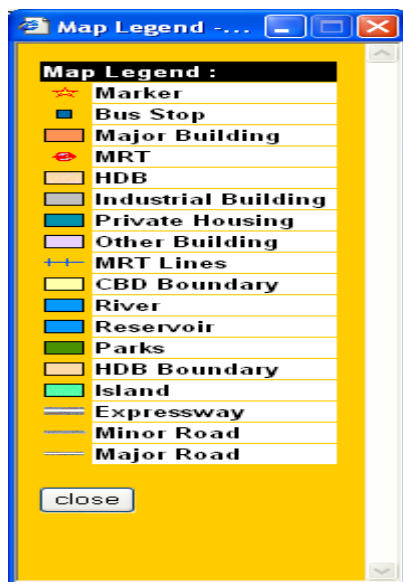 Map Legend -...
Map Legend :
Marker
Bus Stop
Major Building
MRT
HDB
Industrial Building
Private Housing
Other Building
MRT Lines
CBD Boundary
River
Reservoir
Parks
HDB Boundary
Island
Expressway
Minor Road
Major Road
close